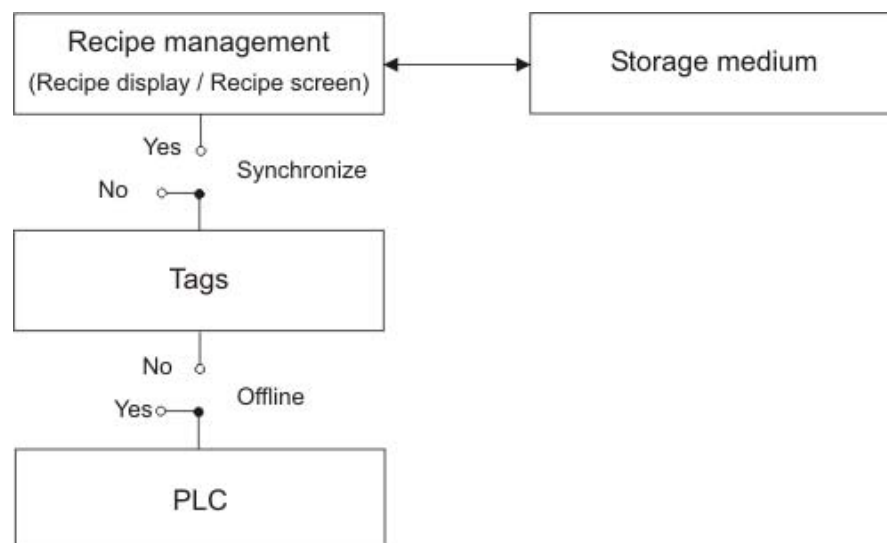 Recipe management
(Recipe display / Recipe screen)
Storage medium
Yes
Synchronize
No
Tags
No
Offline
Yes
PLC